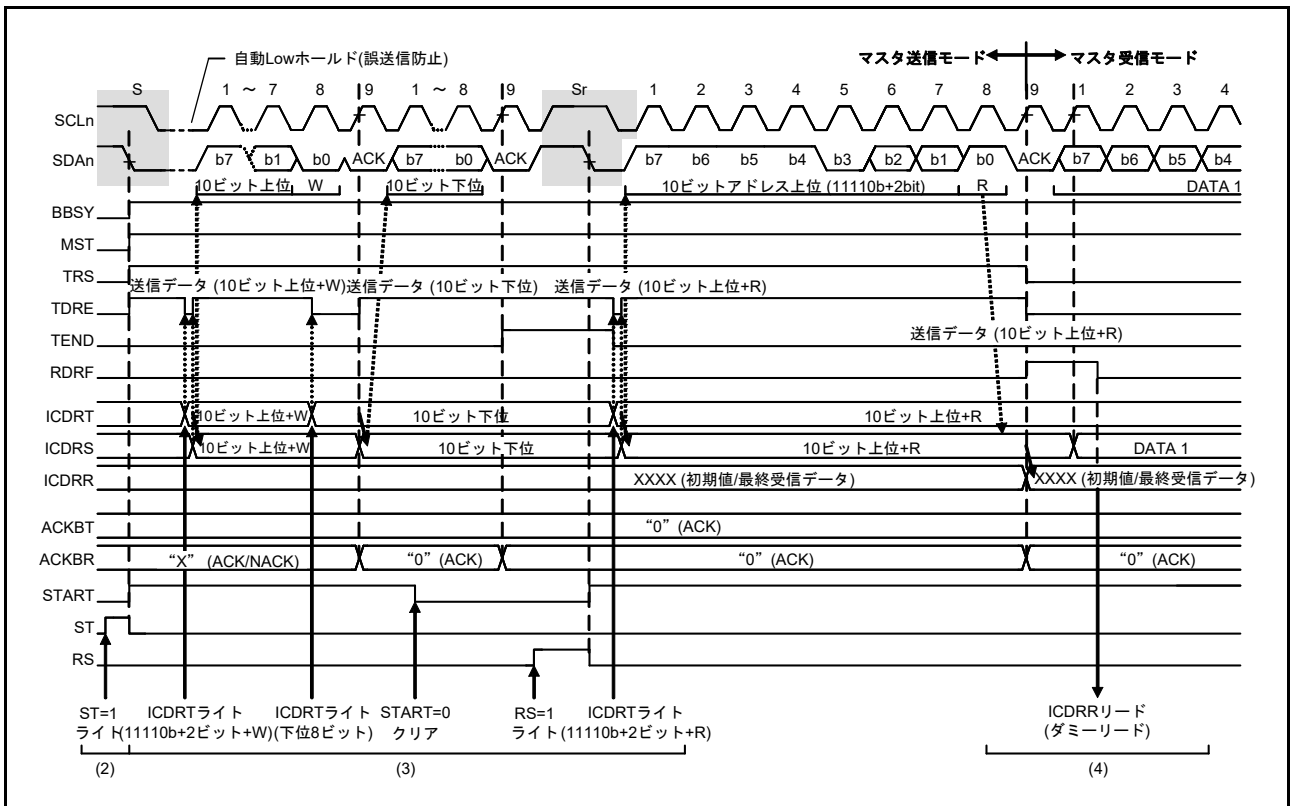 自動Lowホールド(誤送信防止)
マスタ送信モード マスタ受信モード
S 1 ～ 7 8 9 1 ～ 8 9 Sr 1 2 3 4 5 6 7 8 9 1 2 3 4
SCLn
SDAn b7 b1 b0 ACK b7 b0 ACK b7 b6 b5 b4 b3 b2 b1 b0 ACK b7 b6 b5 b4
10ビット上位 W 10ビット下位 10ビットアドレス上位 (11110b+2bit) R DATA 1
BBSY
MST
TRS
送信データ (10ビット上位+W) 送信データ (10ビット下位) 送信データ (10ビット上位+R)
TDRE
TEND 送信データ (10ビット上位+R)
RDRF
ICDRT 10ビット上位+W 10ビット下位 10ビット上位+R
ICDRS 10ビット上位+W 10ビット下位 10ビット上位+R DATA 1
ICDRR XXXX (初期値/最終受信データ) XXXX (初期値/最終受信データ)
ACKBT “0” (ACK)
ACKBR “X” (ACK/NACK) “0” (ACK) “0” (ACK) “0” (ACK)
START
ST
RS
ST=1 ICDRTライト ICDRTライト START=0 RS=1 ICDRTライト ICDRRリード
ライト (11110b+2ビット+W) (下位8ビット) クリア ライト (11110b+2ビット+R) (ダミーリード)
(2) (3) (4)